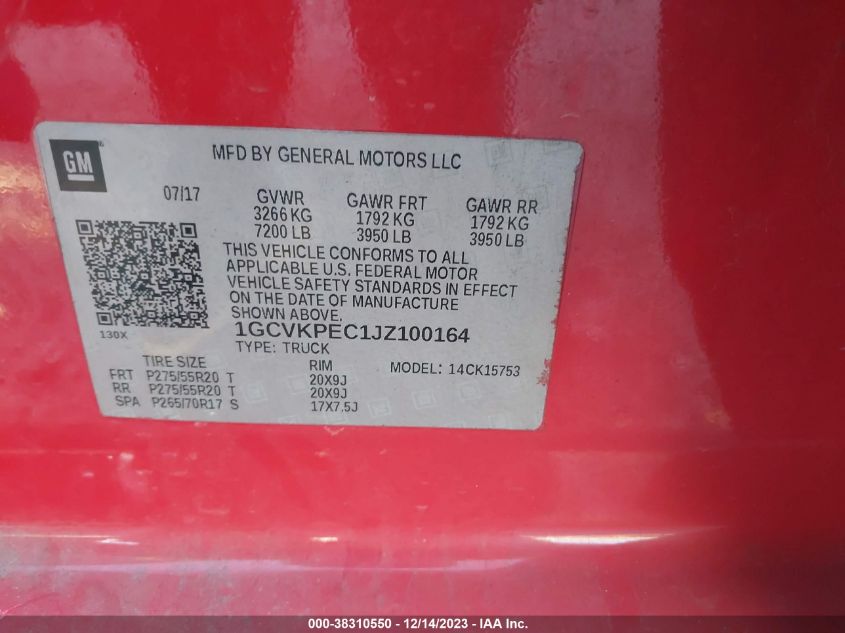 GM
MFD BY GENERAL MOTORS LLC
07/17
GVWR GAWR FRT GAWR RR
3266 KG 1792 KG 1792 KG
7200 LB 3950 LB 3950 LB
THIS VEHICLE CONFORMS TO ALL
APPLICABLE U.S. FEDERAL MOTOR
VEHICLE SAFETY STANDARDS IN EFFECT
ON THE DATE OF MANUFACTURE
SHOWN ABOVE.
130X
1GCVKPEC1JZ100164
TYPE: TRUCK
MODEL: 14CK15753
TIRE SIZE RIM
FRT P275/55R20 T 20X9J
RR P275/55R20 T 20X9J
SPA P265/70R17 S 17X7.5J
000-38310550 - 12/14/2023 - IAA Inc.